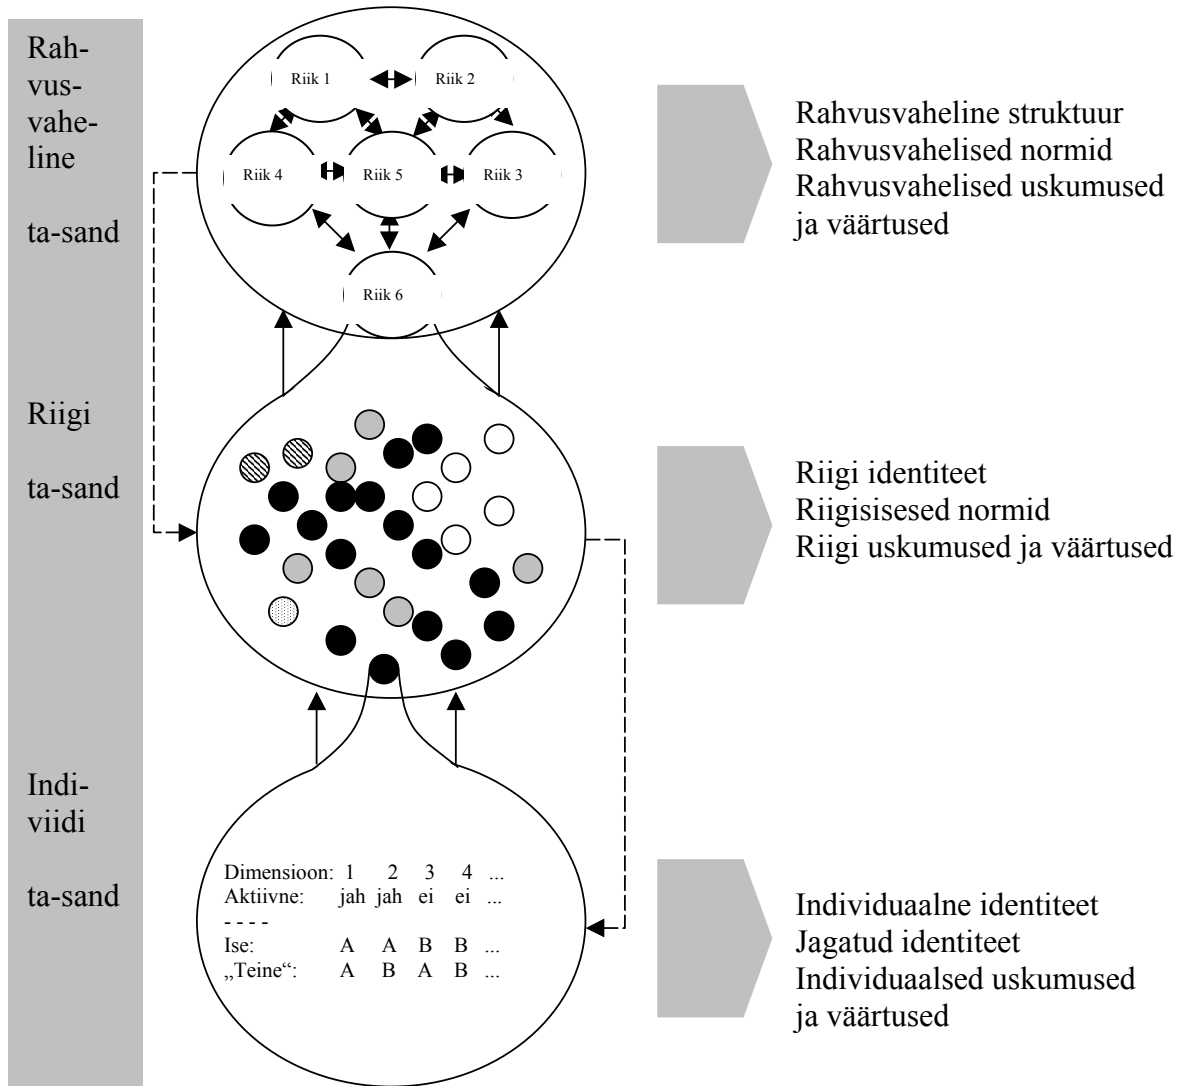 Rah-
vus-
vahe-
line
ta-sand
Riik 1
Riik 2
Riik 4
Riik 5
Riik 3
Riik 6
Rahvusvaheline struktuur
Rahvusvahelised normid
Rahvusvahelised uskumused
ja väärtused
Riigi
ta-sand
Riigi identiteet
Riigisisesed normid
Riigi uskumused ja väärtused
Indi-
viidi
ta-sand
Dimensioon: 1 2 3 4 ...
Aktiivne: jah jah ei ei ...
- - - -
Ise: A A B B ...
„Teine“: A B A B ...
Individuaalne identiteet
Jagatud identiteet
Individuaalsed uskumused
ja väärtused